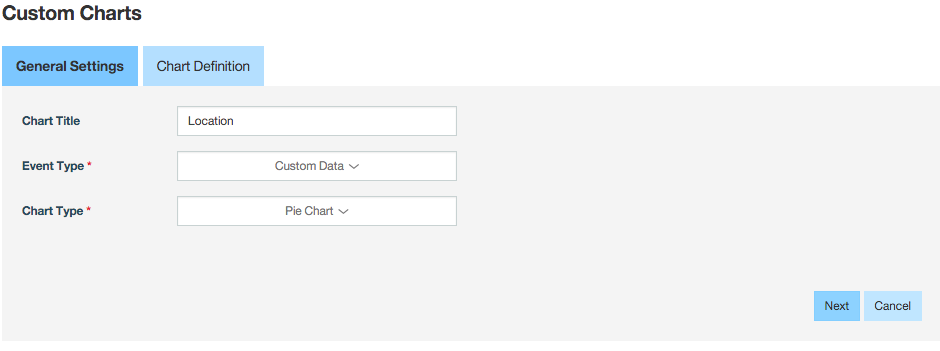 Custom Charts
General Settings
Chart Definition
Chart Title
Location
Event Type *
Custom Data
Chart Type *
Pie Chart
Next
Cancel